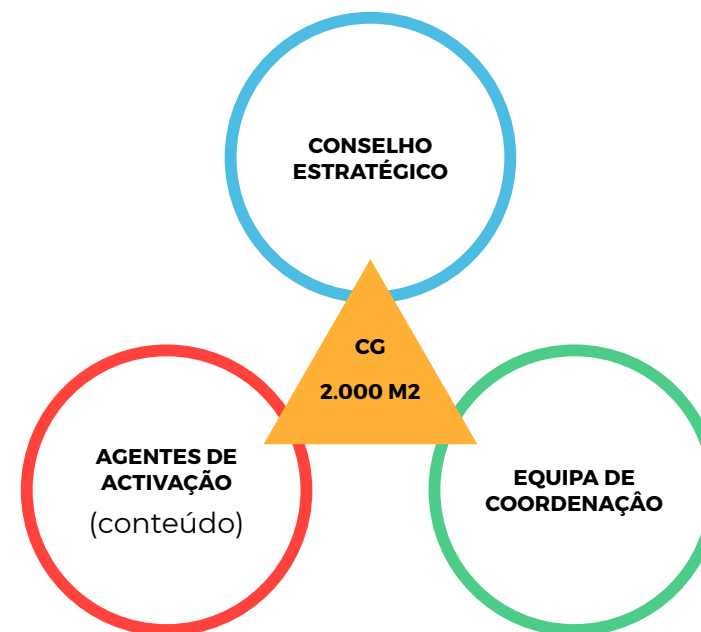 CONSELHO
ESTRATÉGICO
CG
2.000 M2
AGENTES DE
ACTIVAÇÃO
(conteúdo)
EQUIPA DE
COORDENAÇÂO